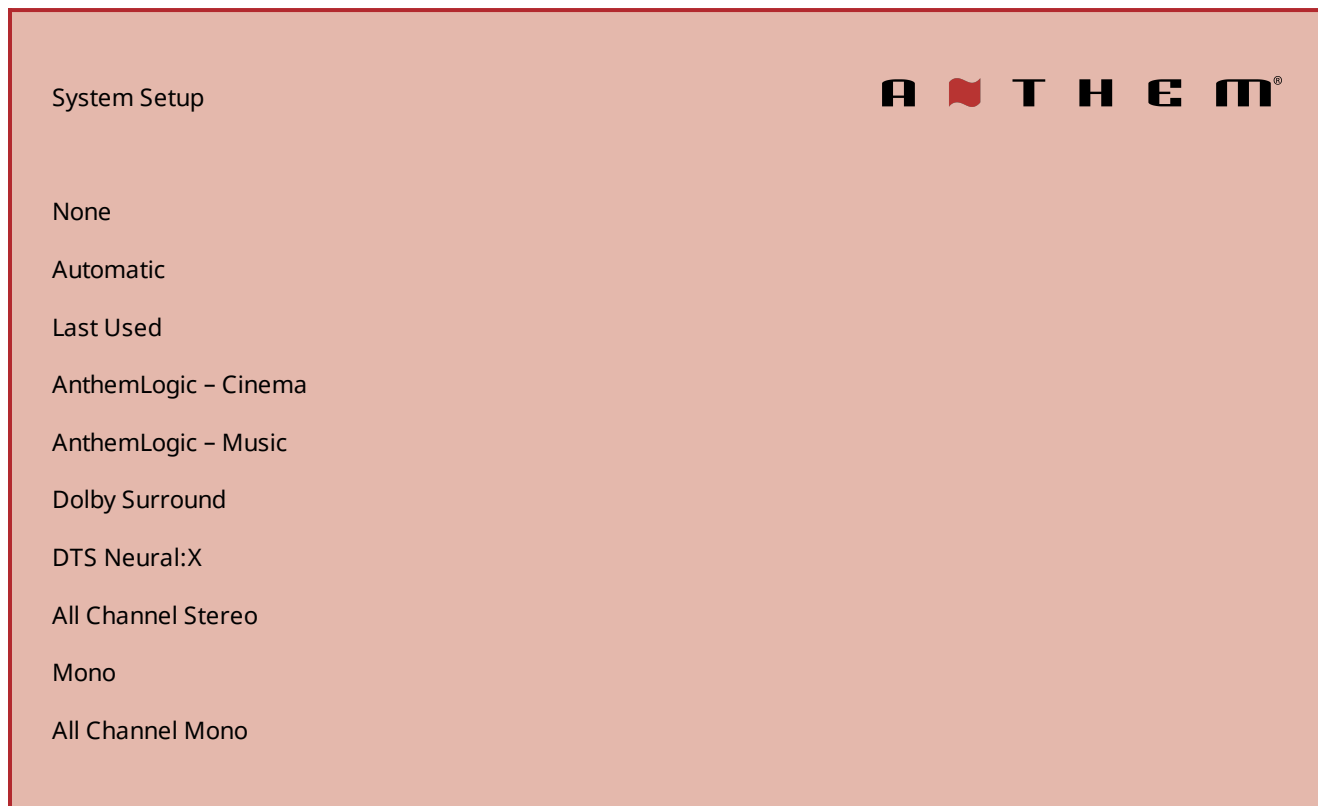 System Setup
ANTHEM®
None
Automatic
Last Used
AnthemLogic – Cinema
AnthemLogic – Music
Dolby Surround
DTS Neural:X
All Channel Stereo
Mono
All Channel Mono